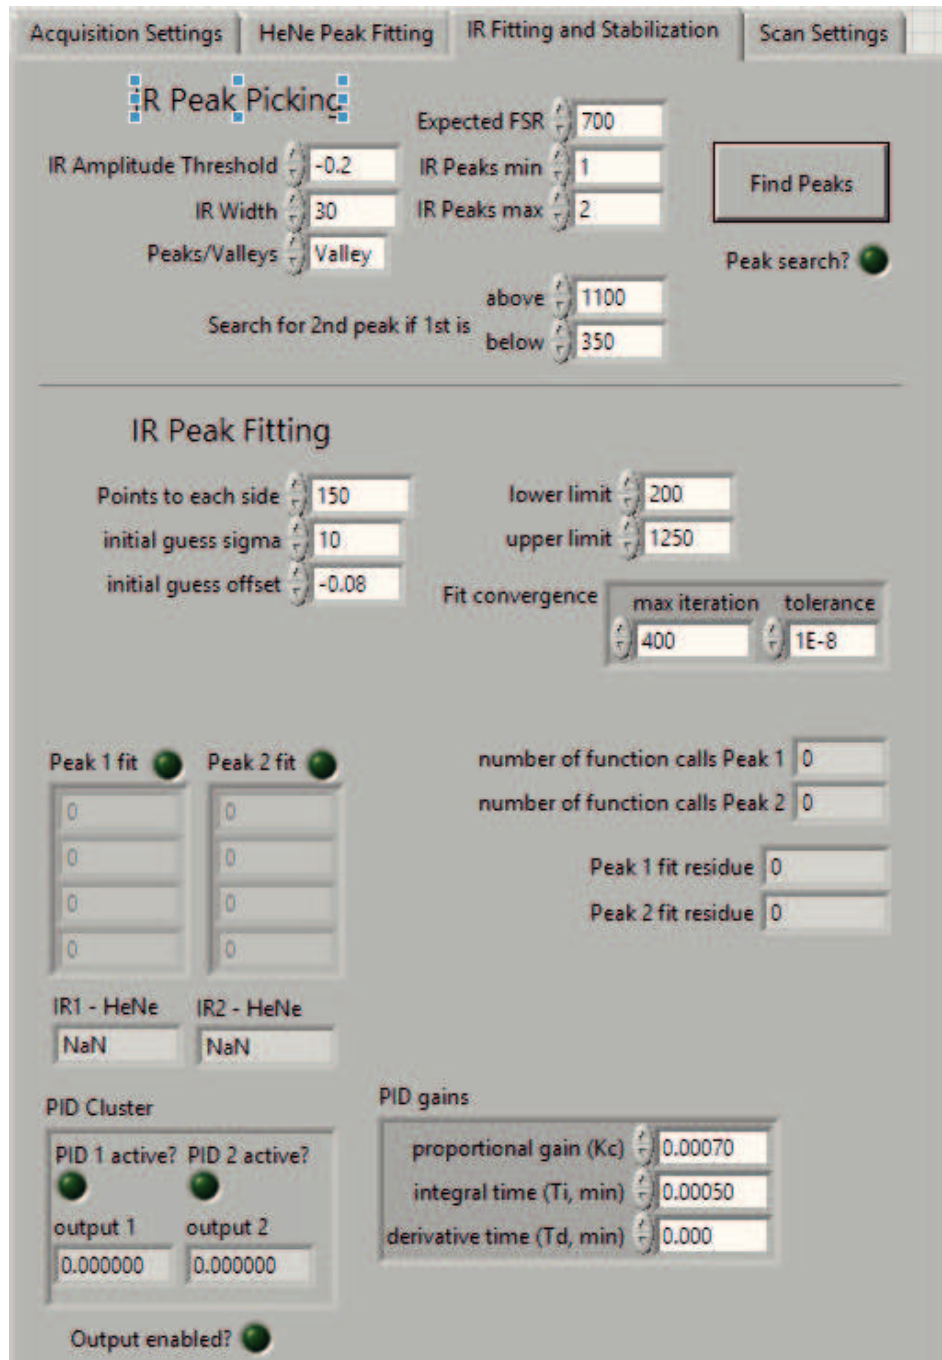 Acquisition Settings HeNe Peak Fitting IR Fitting and Stabilization Scan Settings
IR Peak Picking
Expected FSR 700
IR Amplitude Threshold -0.2 IR Peaks min 1
Find Peaks
IR Width 30 IR Peaks max 2
Peaks/Valleys Valley
Peak search?
above 1100
Search for 2nd peak if 1st is
below 350
IR Peak Fitting
Points to each side 150 lower limit 200
initial guess sigma 10 upper limit 1250
initial guess offset -0.08
Fit convergence max iteration tolerance
400 1E-8
Peak 1 fit Peak 2 fit number of function calls Peak 1 0
0 0 number of function calls Peak 2 0
0 0 Peak 1 fit residue 0
0 0 Peak 2 fit residue 0
0 0
IR1 - HeNe IR2 - HeNe
NaN NaN
PID Cluster PID gains
PID 1 active? PID 2 active? proportional gain (Kc) 0.00070
integral time (Ti, min) 0.00050
output 1 output 2 derivative time (Td, min) 0.000
0.000000 0.000000
Output enabled?